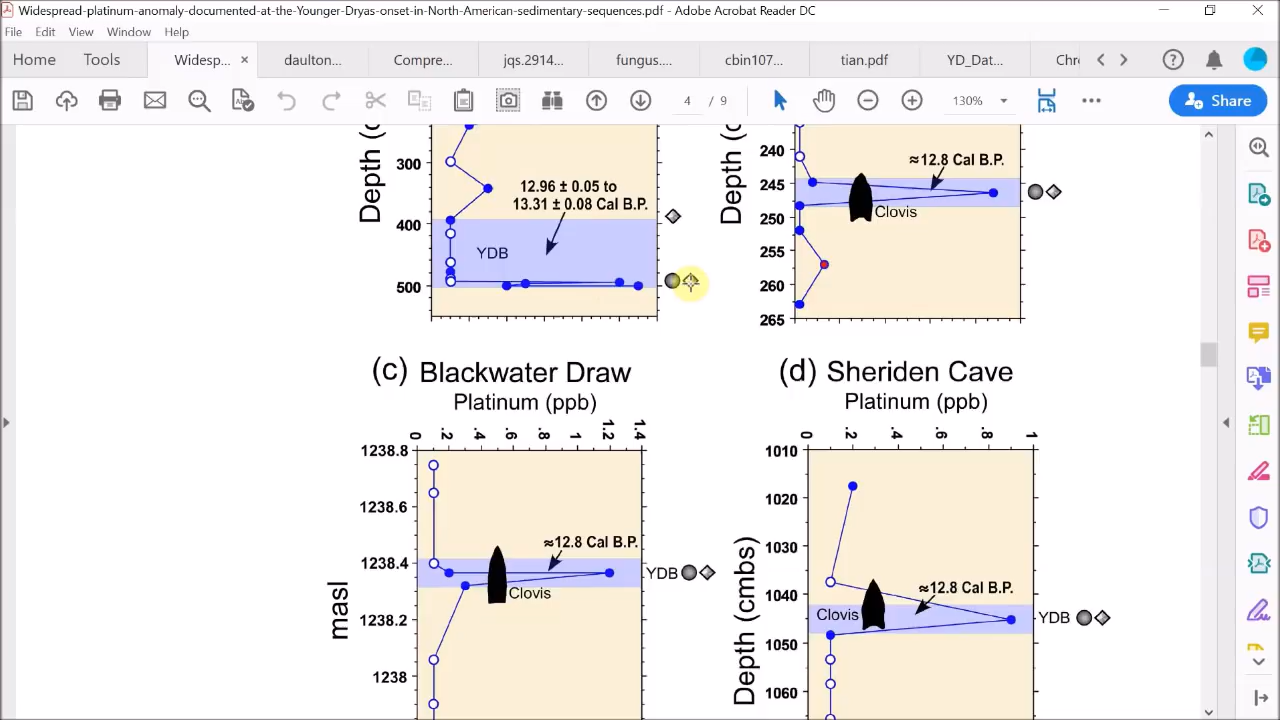 Widespread-platinum-anomaly-documented-at-the-Younger-Dryas-onset-in-North-American-sedimentary-sequences.pdf - Adobe Acrobat Reader DC
File Edit View Window Help
Home Tools Widesp... × daulton... Compre... jqs.2914... fungus.... cbin107... tian.pdf YD_Dat... Chr
4 / 9 130% Share
Depth (c
300
400
500
12.96 ± 0.05 to
13.31 ± 0.08 Cal B.P.
YDB
Depth (c
240
245
250
255
260
265
≈12.8 Cal B.P.
Clovis
(c) Blackwater Draw
Platinum (ppb)
0 .2 .4 .6 .8 1 1.2 1.4
masl
1238.8
1238.6
1238.4
1238.2
1238
≈12.8 Cal B.P.
Clovis
YDB
(d) Sheriden Cave
Platinum (ppb)
0 .2 .4 .6 .8 1
Depth (cmbs)
1010
1020
1030
1040
1050
1060
≈12.8 Cal B.P.
Clovis
YDB